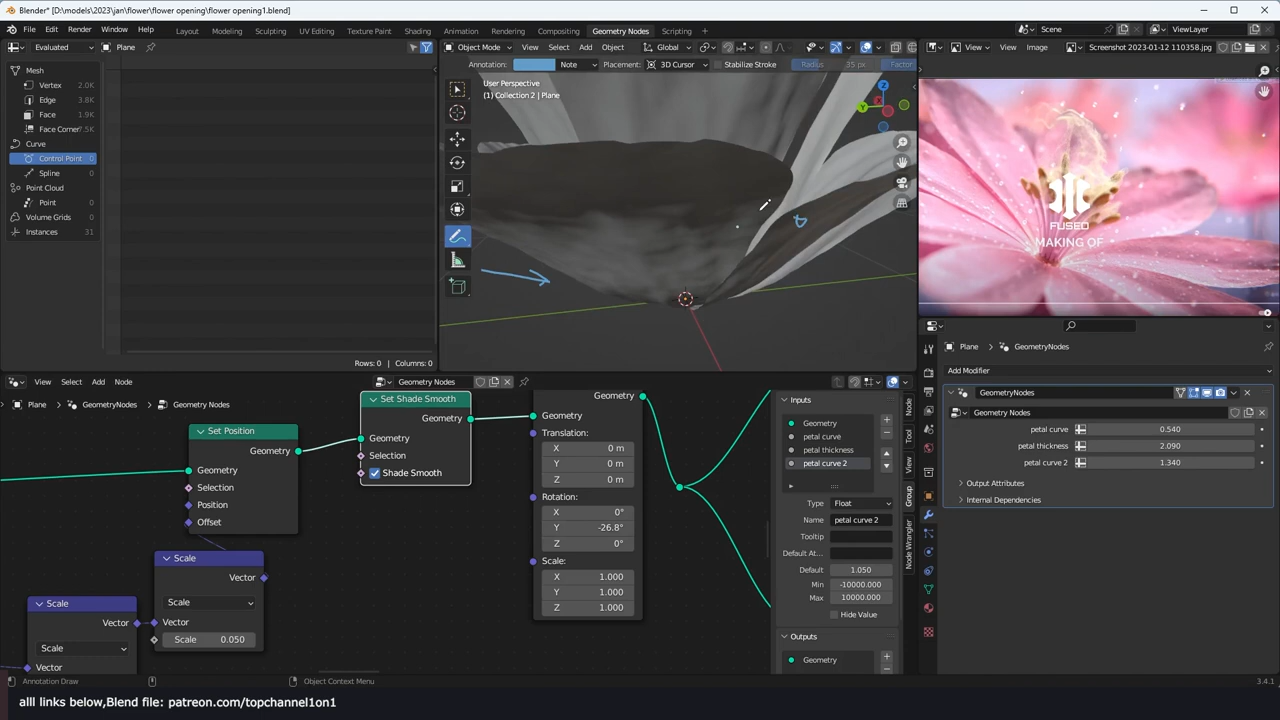 Blender* [D:\models\2023\jan\flower\flower opening\flower opening1.blend]
File Edit Render Window Help Layout Modeling Sculpting UV Editing Texture Paint Shading Animation Rendering Compositing Geometry Nodes Scripting Scene ViewLayer
Evaluated Plane
Object Mode View Select Add Object Global
View View Image Screenshot 2023-01-12 110358.jpg
Annotation: Note Placement: 3D Cursor Stabilize Stroke Radius 35 px Factor
Mesh
Vertex 2.0K
Edge 3.8K
Face 1.9K
Face Corner 7.5K
Curve
Control Point 0
Spline 0
Point Cloud
Point 0
Volume Grids
Instances 31
Rows: 0 | Columns: 0
User Perspective
(1) Collection 2 | Plane
FUSED
MAKING OF
View Select Add Node Geometry Nodes
Plane GeometryNodes Geometry Nodes
Set Position
Geometry
Geometry
Selection
Position
Offset
Scale
Vector
Scale
Vector
Scale 0.050
Scale
Vector
Scale
Vector
Set Shade Smooth
Geometry
Geometry
Selection
Shade Smooth
Geometry
Geometry
Translation:
X 0 m
Y 0 m
Z 0 m
Rotation:
X 0°
Y -26.8°
Z 0°
Scale:
X 1.000
Y 1.000
Z 1.000
Inputs
Geometry
petal curve
petal thickness
petal curve 2
Type Float
Name petal curve 2
Tooltip
Default At...
Default 1.050
Min -10000.000
Max 10000.000
Hide Value
Outputs
Geometry
Node
Tool
View
Group
Node Wrangler
Plane GeometryNodes
Add Modifier
GeometryNodes
Geometry Nodes
petal curve 0.540
petal thickness 2.090
petal curve 2 1.340
Output Attributes
Internal Dependencies
Annotation Draw Object Context Menu 3.4.1
alll links below,Blend file: patreon.com/topchannel1on1